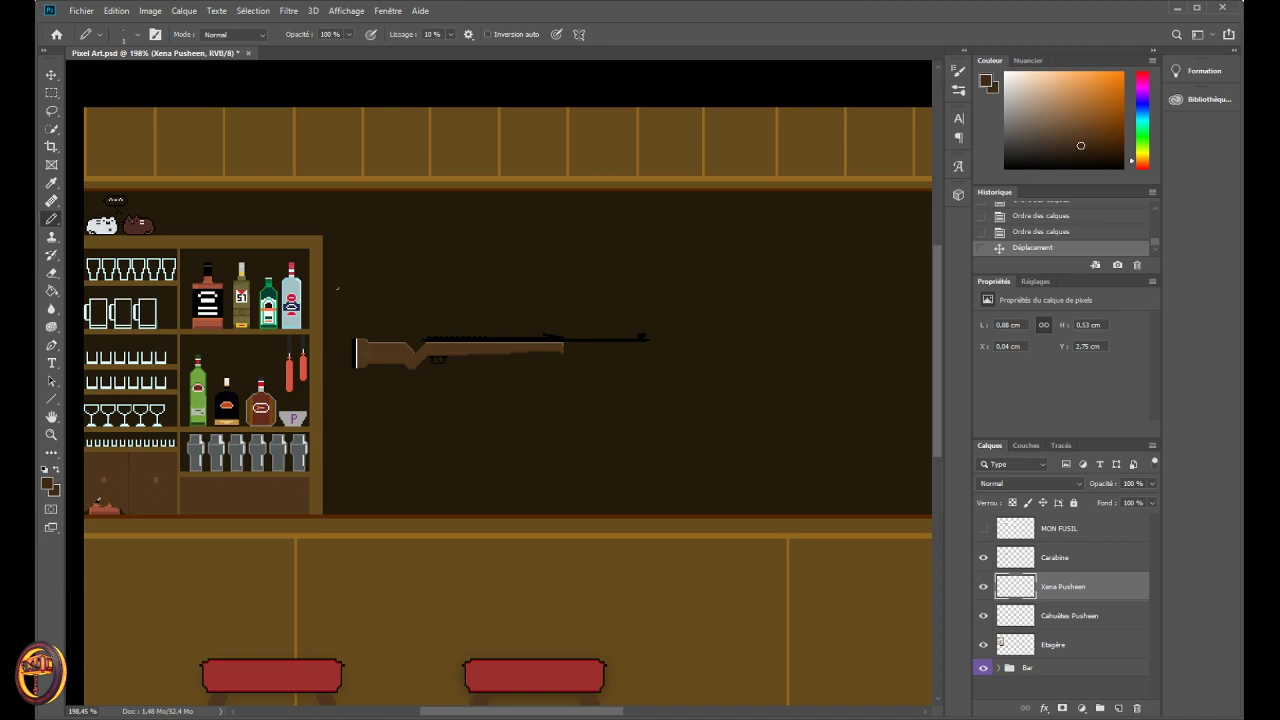 Ps Fichier Edition Image Calque Texte Sélection Filtre 3D Affichage Fenêtre Aide
1 Mode : Normal Opacité : 100 % Lissage : 10 % Inversion auto
Pixel Art.psd @ 198% (Xena Pusheen, RVB/8) * ×
Couleur Nuancier
Formation
Bibliothèqu...
Historique
Ordre des calques
Ordre des calques
Déplacement
Propriétés Réglages
Propriétés du calque de pixels
L : 0,88 cm H : 0,53 cm
X : 0,04 cm Y : 2,75 cm
51
P
Calques Couches Tracés
Type
Normal Opacité : 100 %
Verrou : Fond : 100 %
MON FUSIL
Carabine
Xena Pusheen
Cahuètes Pusheen
Etagère
Bar
198,45 % Doc : 1,48 Mo/52,4 Mo